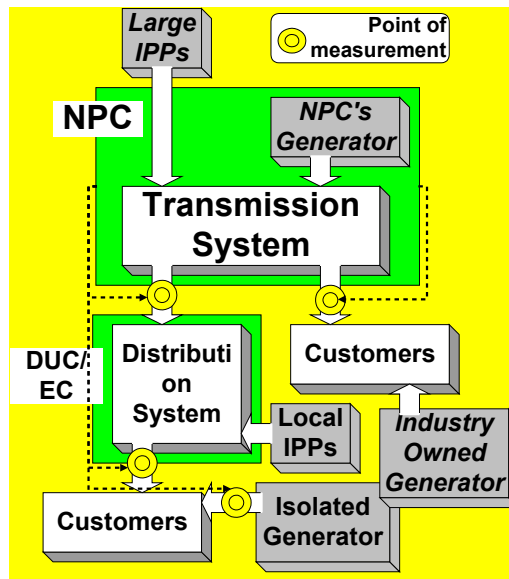 Large
IPPs
Point of
measurement
NPC
NPC's
Generator
Transmission
System
DUC/
EC
Distributi
on
System
Customers
Local
IPPs
Industry
Owned
Generator
Customers
Isolated
Generator